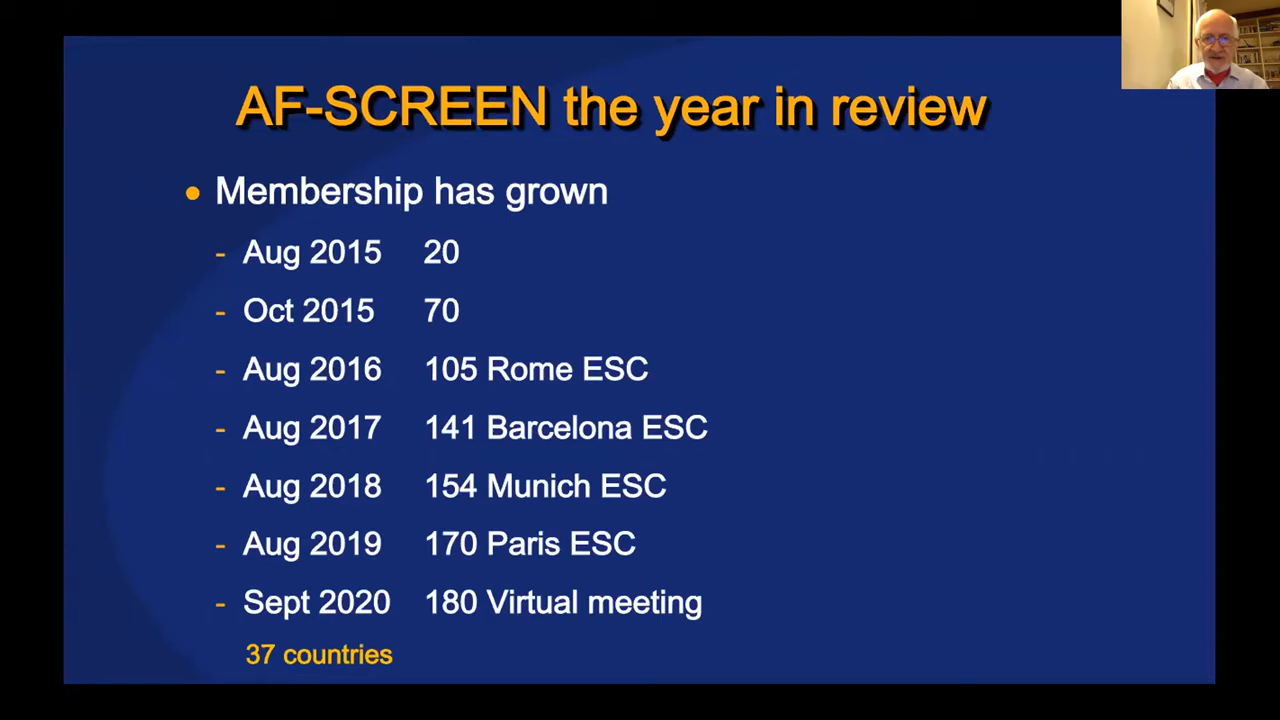 AF-SCREEN the year in review
• Membership has grown
- Aug 2015 20
- Oct 2015 70
- Aug 2016 105 Rome ESC
- Aug 2017 141 Barcelona ESC
- Aug 2018 154 Munich ESC
- Aug 2019 170 Paris ESC
- Sept 2020 180 Virtual meeting
37 countries